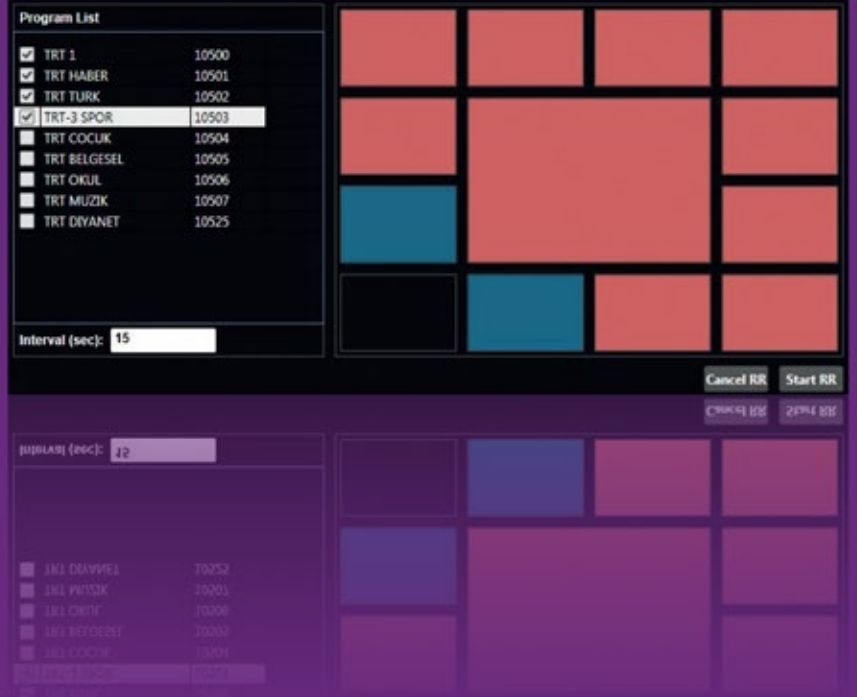 Program List
TRT 1 10500
TRT HABER 10501
TRT TURK 10502
TRT-3 SPOR 10503
TRT COCUK 10504
TRT BELGESEL 10505
TRT OKUL 10506
TRT MUZIK 10507
TRT DIYANET 10525
Interval (sec): 15
Cancel RR Start RR